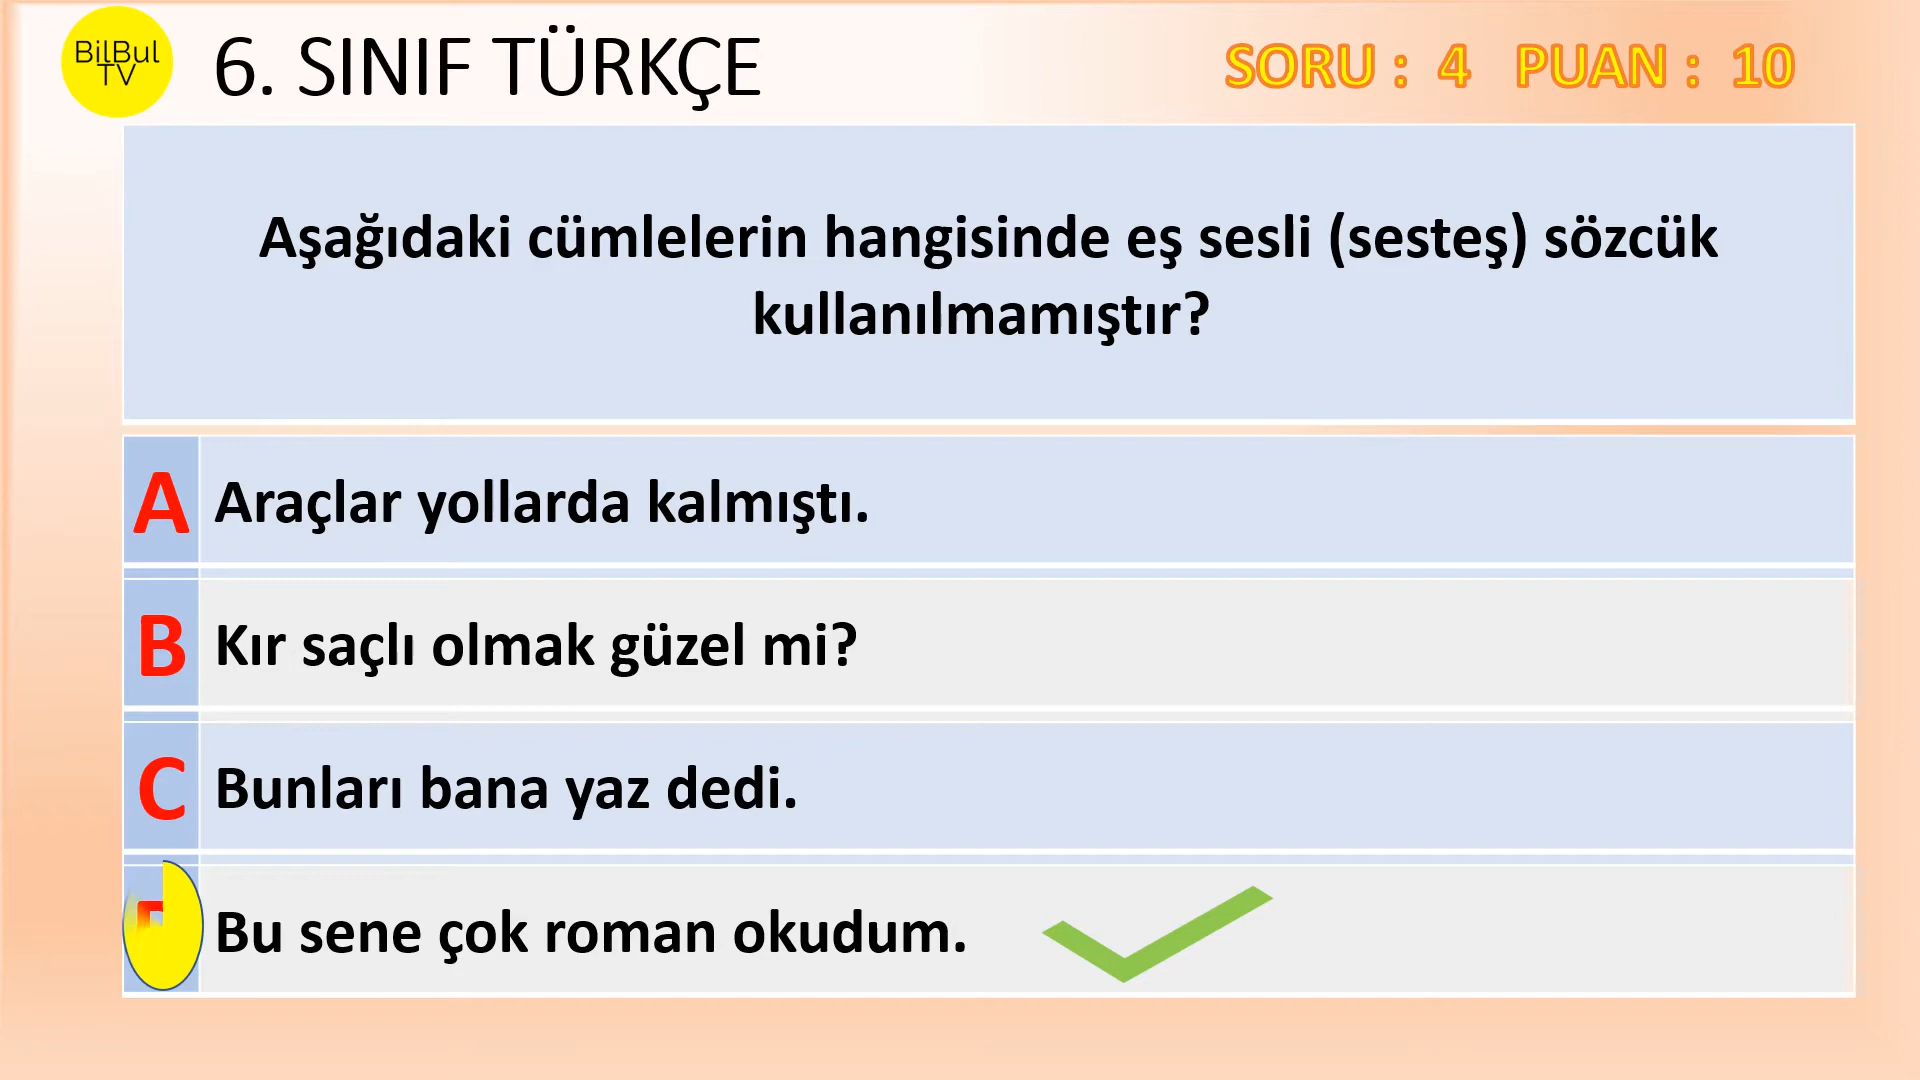 BilBul
TV
6. SINIF TÜRKÇE
SORU : 4 PUAN : 10
Aşağıdaki cümlelerin hangisinde eş sesli (sesteş) sözcük
kullanılmamıştır?
A Araçlar yollarda kalmıştı.
B Kır saçlı olmak güzel mi?
C Bunları bana yaz dedi.
Bu sene çok roman okudum.